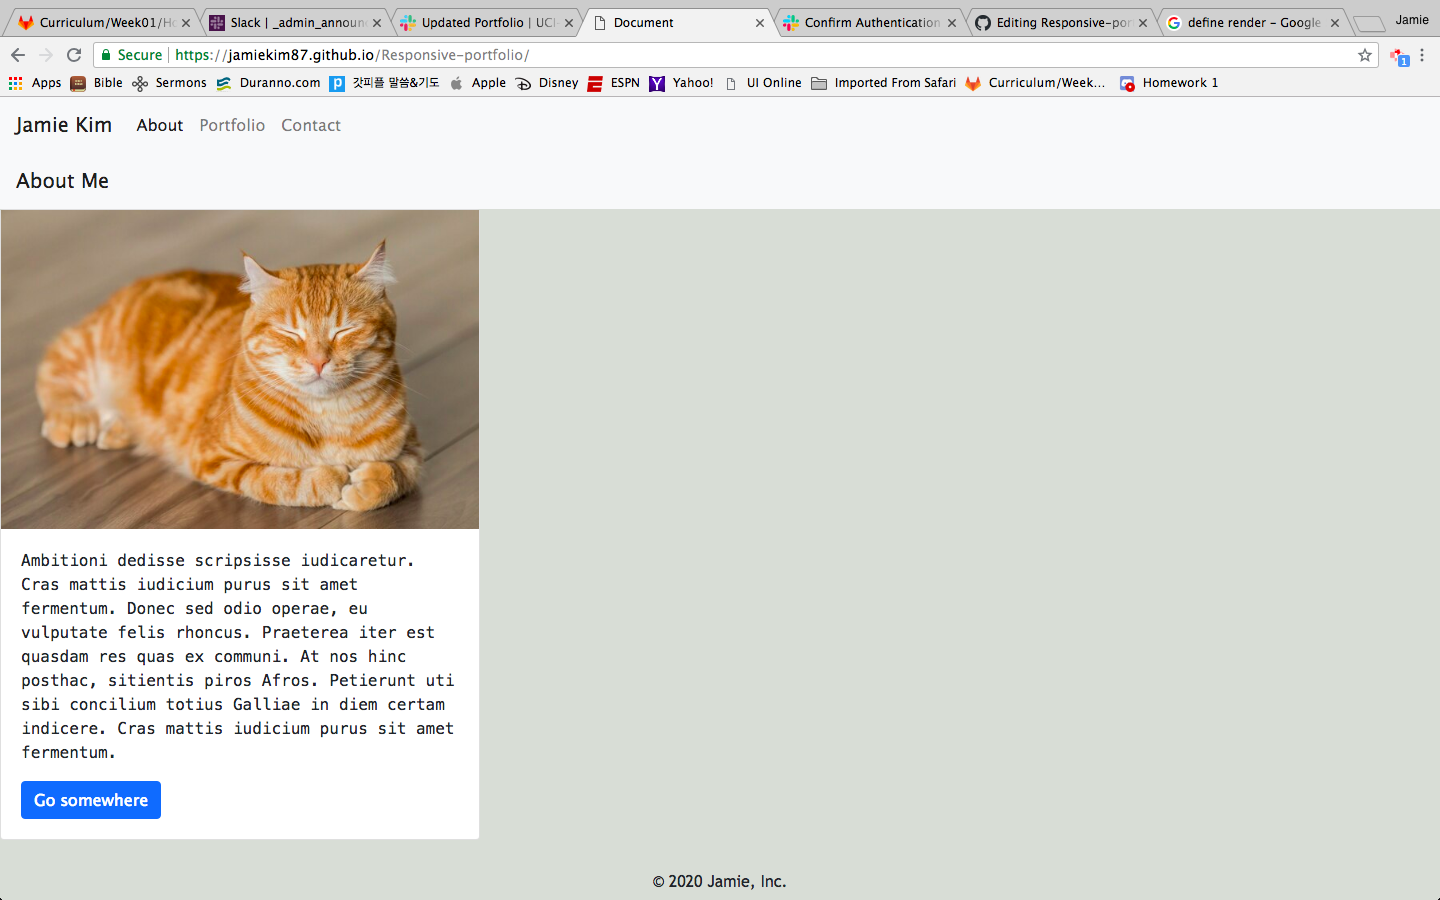 Curriculum/Week01/Ho
Slack | _admin_announ
Updated Portfolio | UCI
Document
Confirm Authentication
Editing Responsive-por
define render - Google
Jamie
Secure https://jamiekim87.github.io/Responsive-portfolio/
1
Apps Bible Sermons Duranno.com 갓피플 말씀&기도 Apple Disney ESPN Yahoo! UI Online Imported From Safari Curriculum/Week... Homework 1
Jamie Kim About Portfolio Contact
About Me
Ambitioni dedisse scripsisse iudicaretur.
Cras mattis iudicium purus sit amet
fermentum. Donec sed odio operae, eu
vulputate felis rhoncus. Praeterea iter est
quasdam res quas ex communi. At nos hinc
posthac, sitientis piros Afros. Petierunt uti
sibi concilium totius Galliae in diem certam
indicere. Cras mattis iudicium purus sit amet
fermentum.
Go somewhere
© 2020 Jamie, Inc.